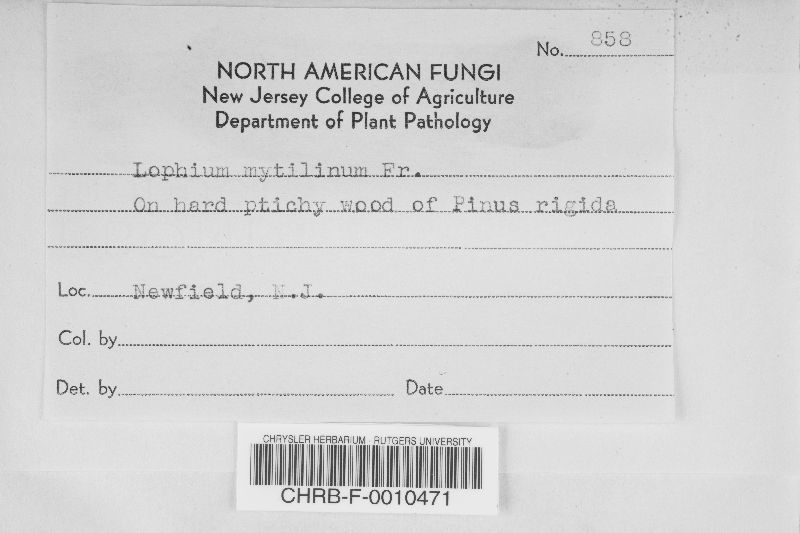 No. 858
NORTH AMERICAN FUNGI
New Jersey College of Agriculture
Department of Plant Pathology
Lophium mytilinum Fr.
On hard ptichy wood of Pinus rigida
Loc. Newfield, N.J.
Col. by
Det. by Date
CHRYSLER HERBARIUM - RUTGERS UNIVERSITY
CHRB-F-0010471